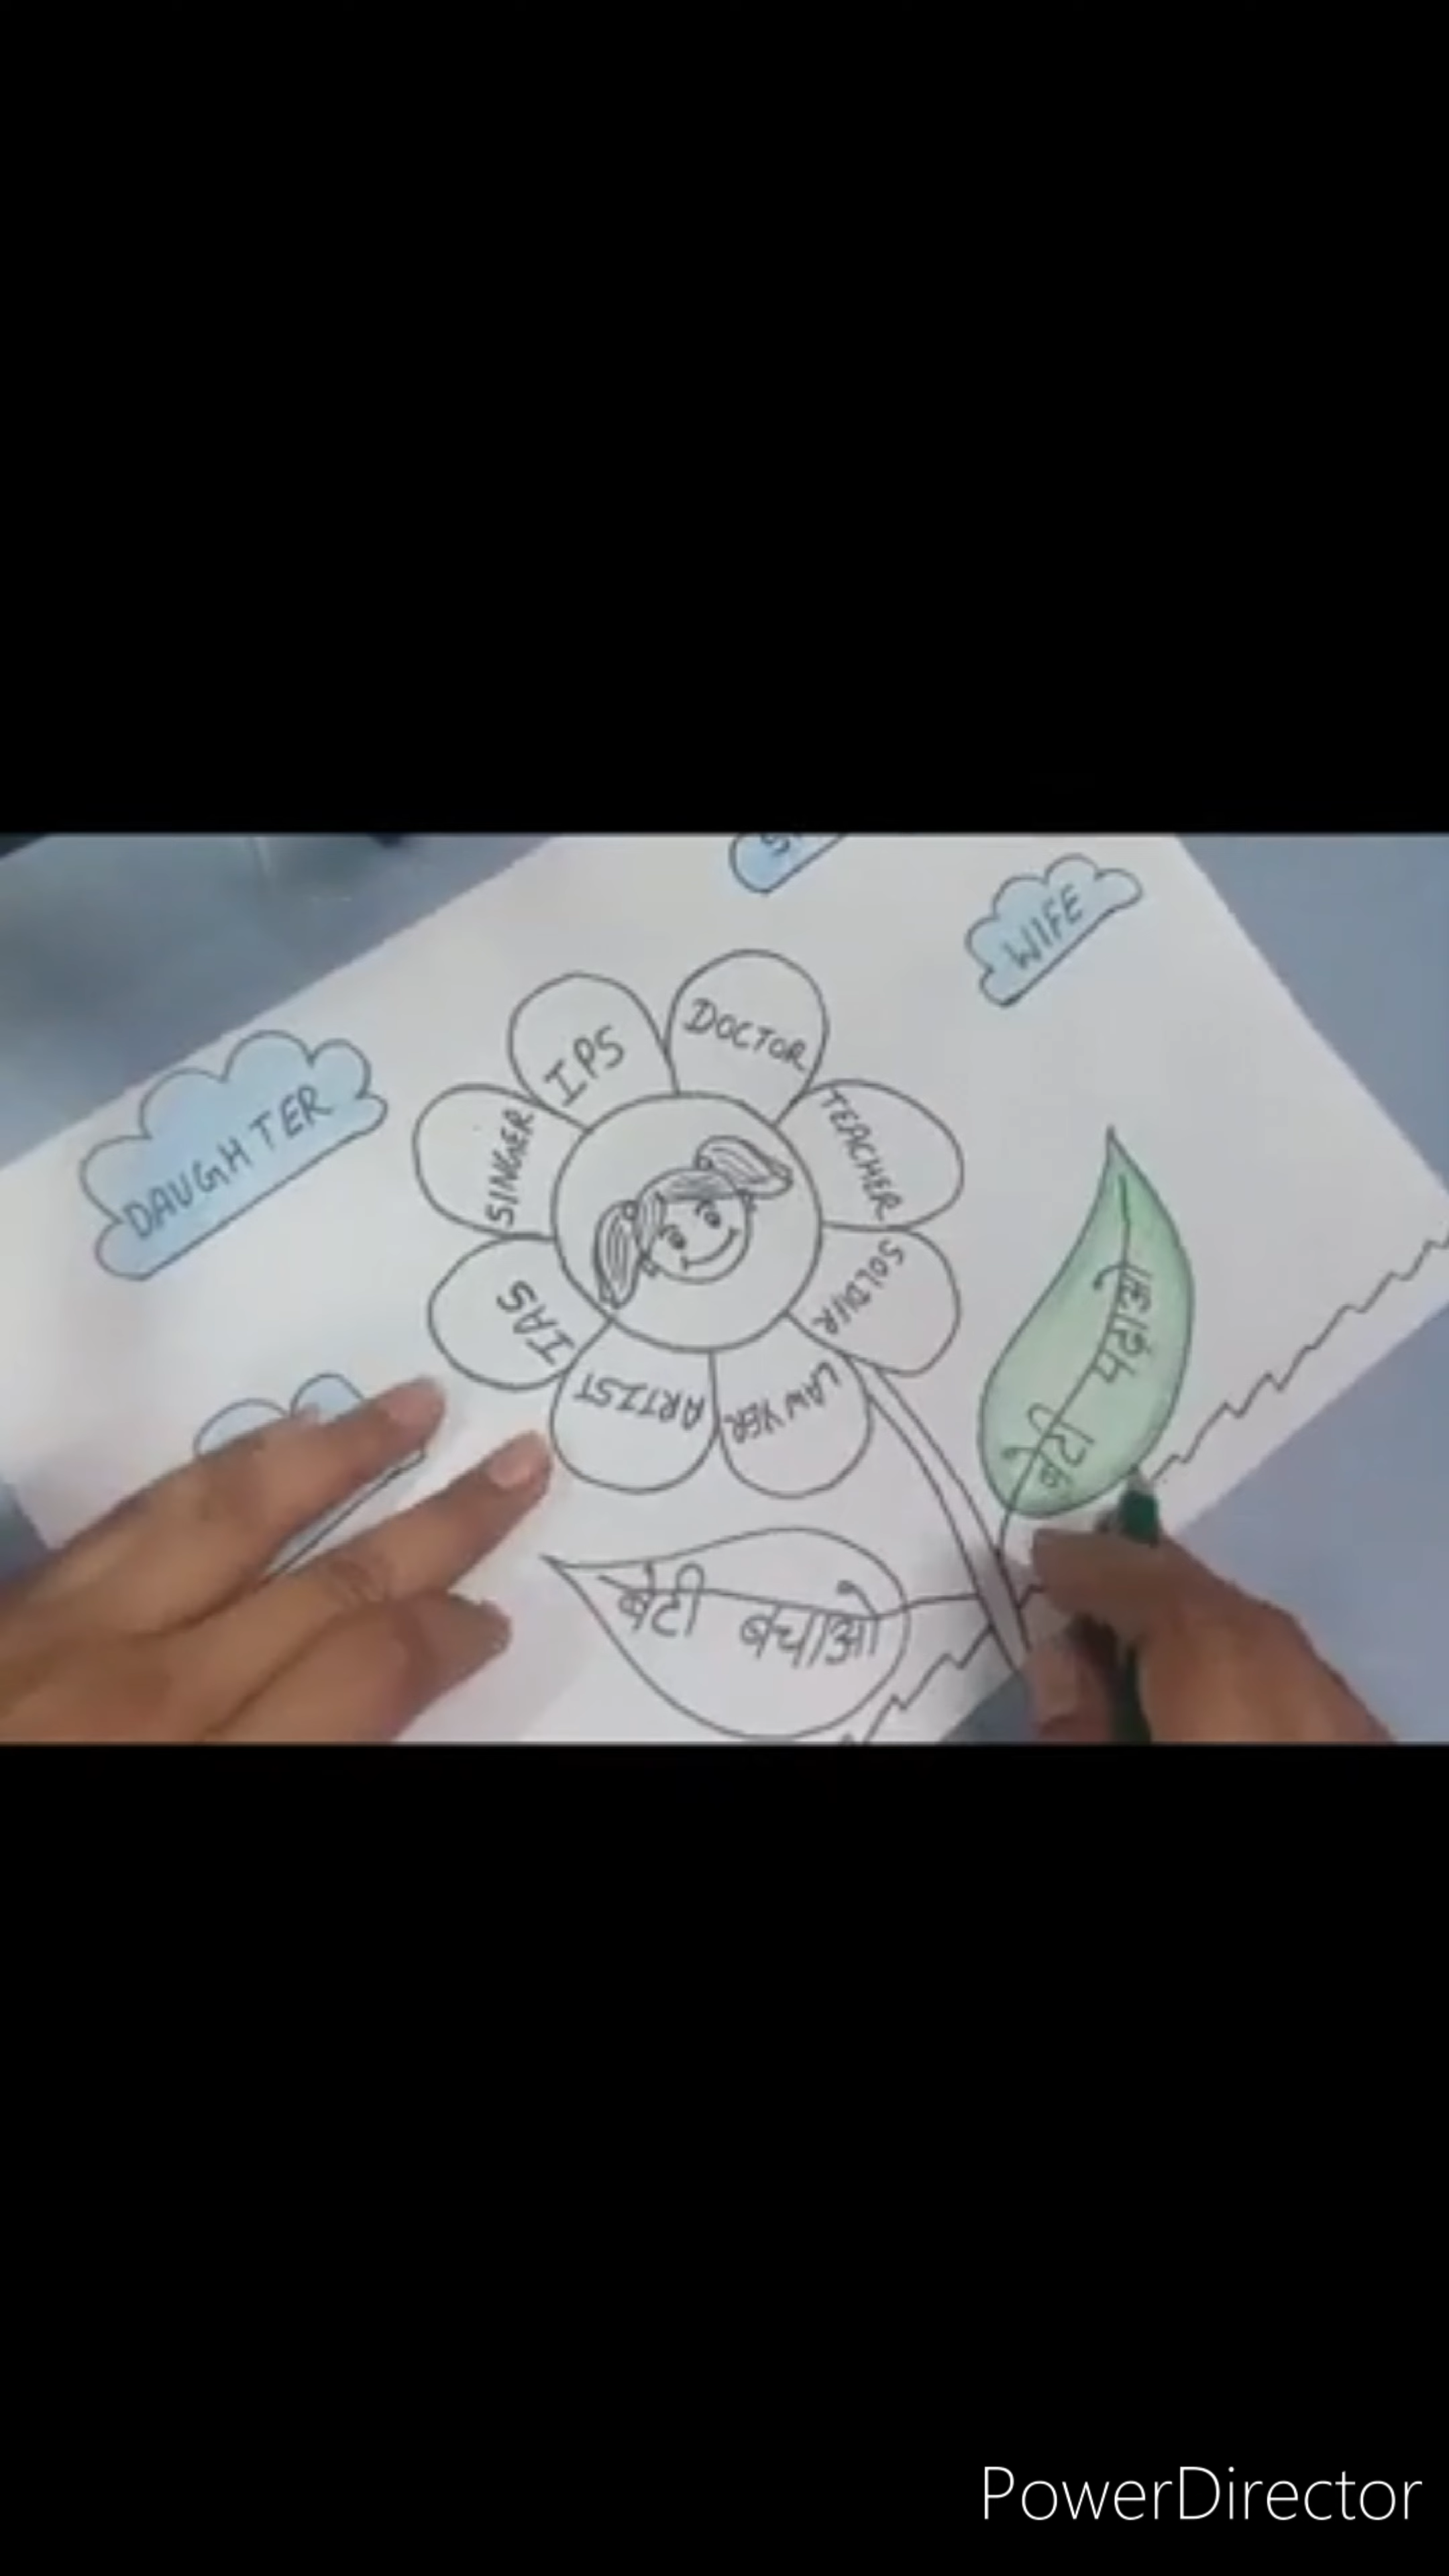 WIFE
DAUGHTER
DOCTOR
IPS
TEACHER
SINGER
SOLDIER
IAS
LAWYER
ARTIST
बेटी पढाओ
बेटी बचाओ
PowerDirector